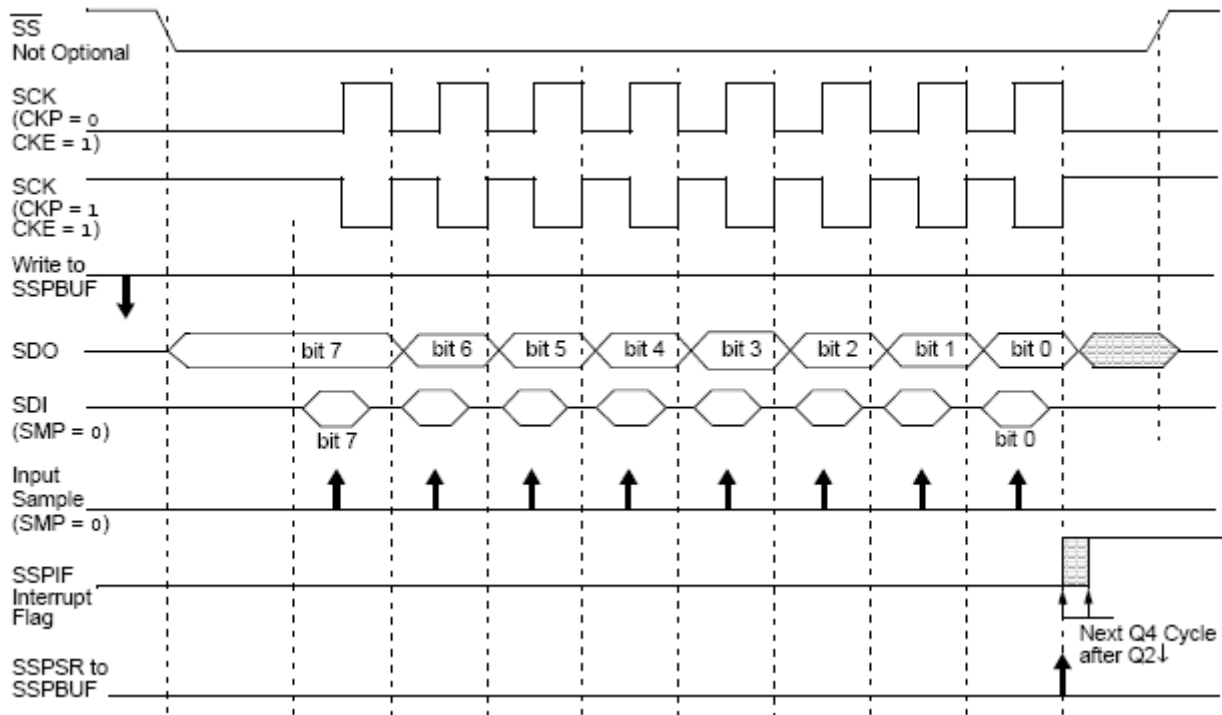 SS
Not Optional
SCK
(CKP = 0
CKE = 1)
SCK
(CKP = 1
CKE = 1)
Write to
SSPBUF
SDO
bit 7
bit 6
bit 5
bit 4
bit 3
bit 2
bit 1
bit 0
SDI
(SMP = 0)
bit 7
bit 0
Input
Sample
(SMP = 0)
SSPIF
Interrupt
Flag
Next Q4 Cycle
after Q2↓
SSPSR to
SSPBUF